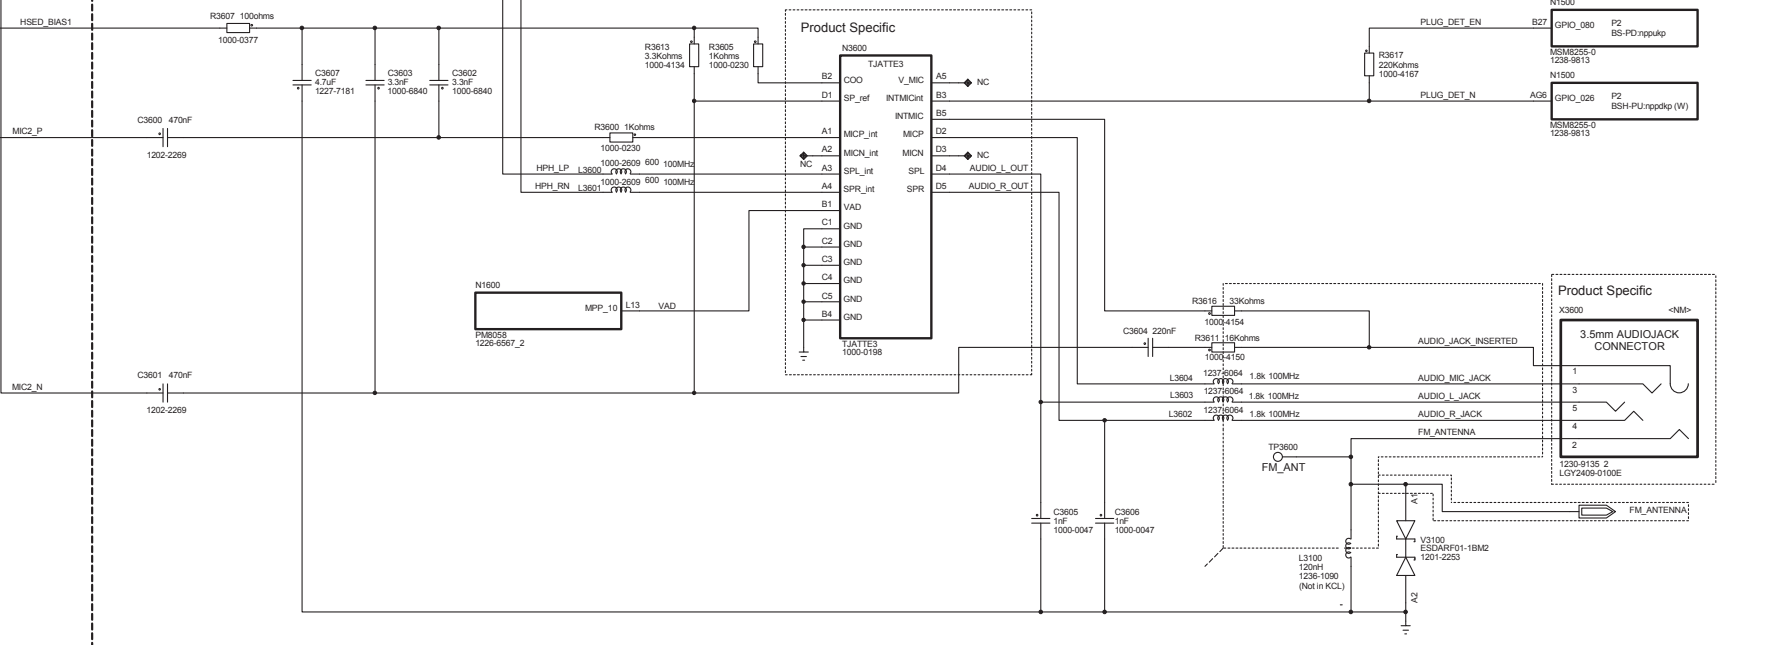 HSED_BIAS1
R3607 100ohms
1000-0377
C3607
4.7uF
1227-7181
C3603
3.3nF
1000-6840
C3602
3.3nF
1000-6840
R3613
3.3Kohms
1000-4134
R3605
1Kohms
1000-0230
MIC2_P
C3600 470nF
1202-2269
R3600 1Kohms
1000-0230
HPH_LP L3600 1000-2609 600 100MHz
HPH_RN L3601 1000-2609 600 100MHz
MIC2_N
C3601 470nF
1202-2269
N1600
MPP_10 L13 VAD
PM8058
1226-6567_2
Product Specific
N3600
TJATTE3
B2 COO
D1 SP_ref
A1 MICP_int
A2 MICN_int
NC
A3 SPL_int
A4 SPR_int
B1 VAD
C1 GND
C2 GND
C3 GND
C4 GND
C5 GND
B4 GND
V_MIC A5 NC
INTMICint B3
INTMIC B5
MICP D2
MICN D3 NC
SPL D4 AUDIO_L_OUT
SPR D5 AUDIO_R_OUT
TJATTE3
1000-0198
N1500
PLUG_DET_EN B27 GPIO_080 P2
BS-PD:nppukp
MSM8255-0
1238-9813
R3617
220Kohms
1000-4167
N1500
PLUG_DET_N AG6 GPIO_026 P2
BSH-PU:nppdkp (W)
MSM8255-0
1238-9813
R3616 33Kohms
1000-4154
C3604 220nF
R3611 16Kohms
1000-4150
AUDIO_JACK_INSERTED
L3604 1237-6064 1.8k 100MHz AUDIO_MIC_JACK
L3603 1237-6064 1.8k 100MHz AUDIO_L_JACK
L3602 1237-6064 1.8k 100MHz AUDIO_R_JACK
FM_ANTENNA
TP3600
FM_ANT
Product Specific
X3600 <NM>
3.5mm AUDIOJACK
CONNECTOR
1
3
5
4
2
1230-9135 2
LGY2409-0100E
C3605
1nF
1000-0047
C3606
1nF
1000-0047
L3100
120nH
1236-1090
(Not in KCL)
A1
V3100
ESDARF01-1BM2
1201-2253
A2
FM_ANTENNA